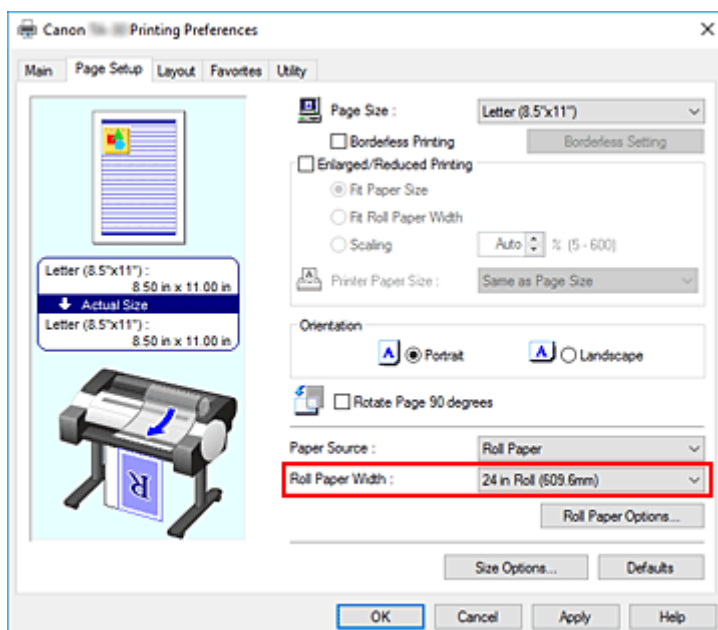 Canon Printing Preferences
Main Page Setup Layout Favorites Utility
Page Size : Letter (8.5"x11")
Borderless Printing Borderless Setting
Enlarged/Reduced Printing
Fit Paper Size
Fit Roll Paper Width
Scaling Auto % (5 - 600)
Printer Paper Size : Same as Page Size
Letter (8.5"x11") :
8.50 in x 11.00 in
Actual Size
Letter (8.5"x11") :
8.50 in x 11.00 in
Orientation
A Portrait A Landscape
Rotate Page 90 degrees
Paper Source : Roll Paper
Roll Paper Width : 24 in Roll (609.6mm)
R
Roll Paper Options...
Size Options... Defaults
OK Cancel Apply Help